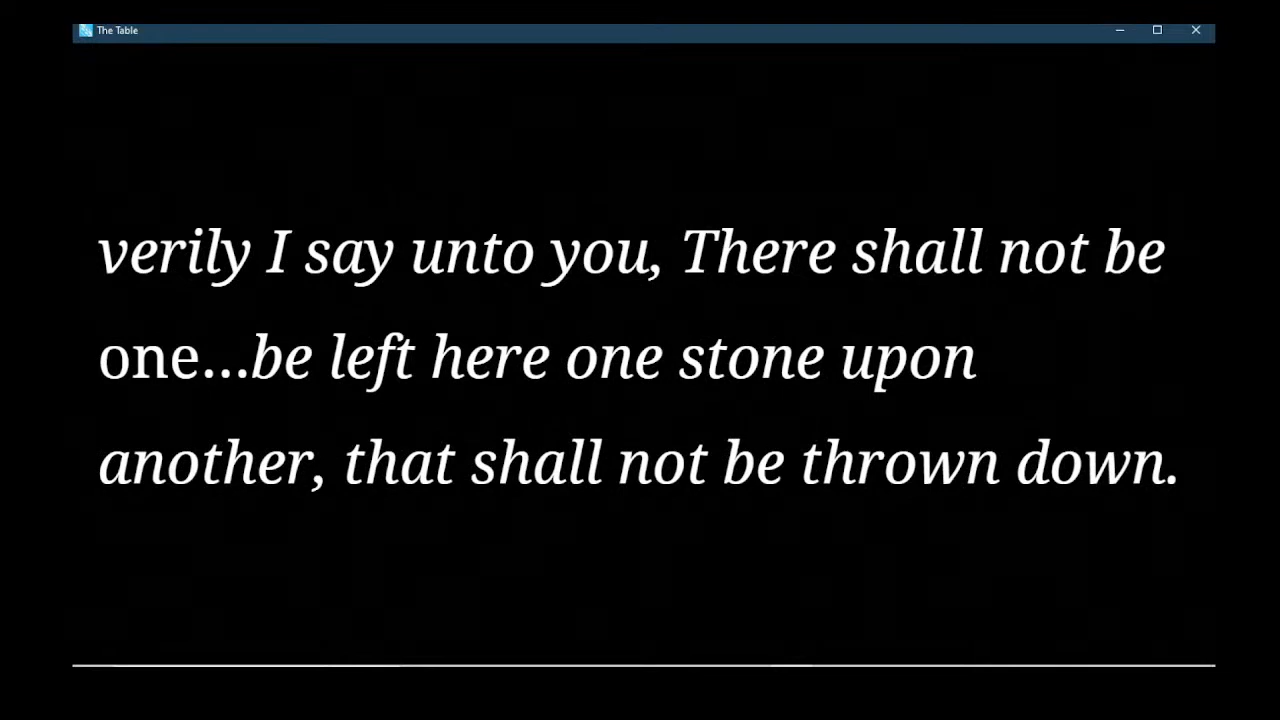 The Table
verily I say unto you, There shall not be
one...be left here one stone upon
another, that shall not be thrown down.